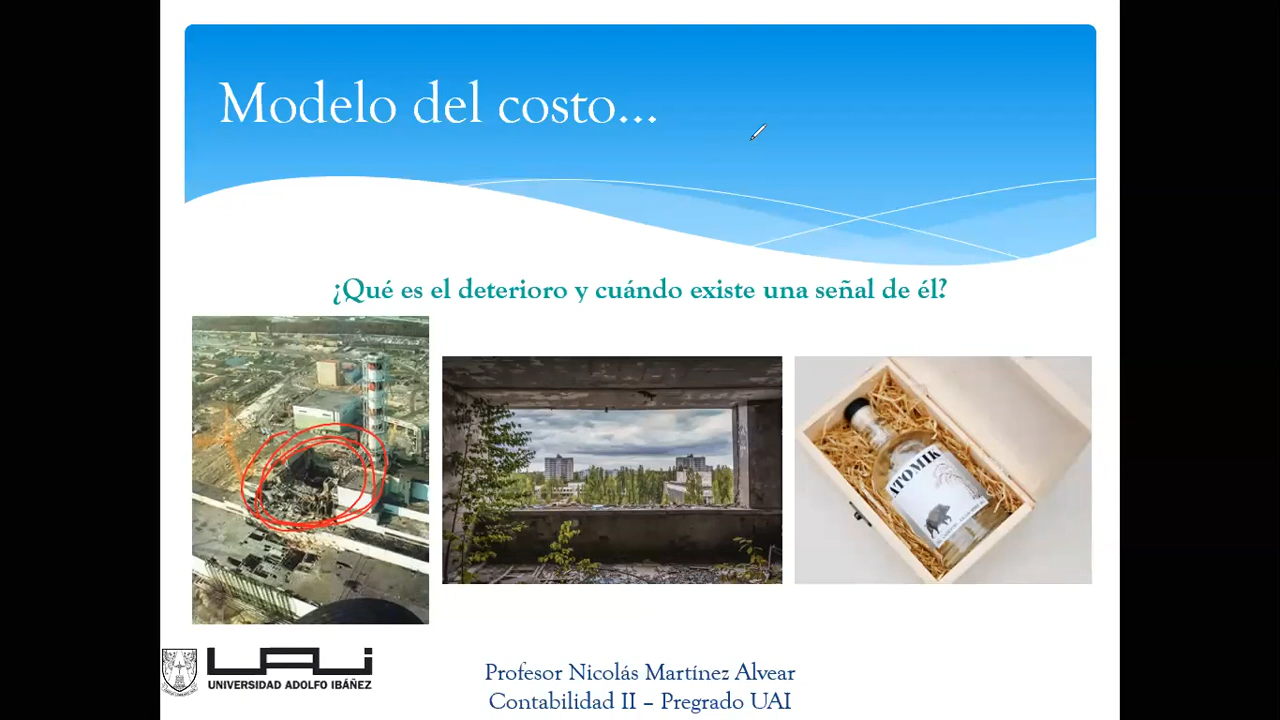 Modelo del costo...
¿Qué es el deterioro y cuándo existe una señal de él?
ATOMIK
UAI
UNIVERSIDAD ADOLFO IBÁÑEZ
Profesor Nicolás Martínez Alvear
Contabilidad II – Pregrado UAI